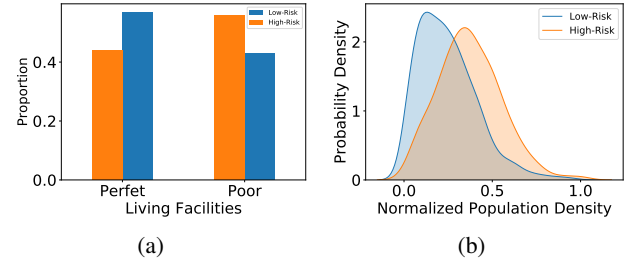 Proportion
0.4
0.2
0.0
Low-Risk
High-Risk
Perfet
Poor
Living Facilities
(a)
Probability Density
2
1
0
Low-Risk
High-Risk
0.0
0.5
1.0
Normalized Population Density
(b)